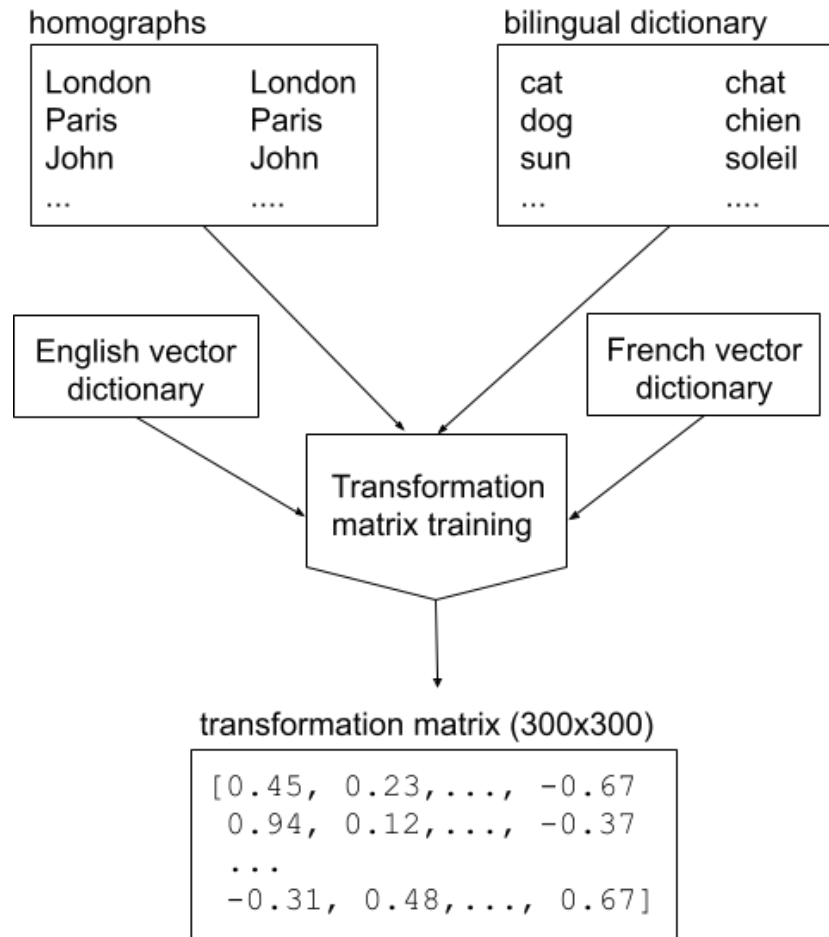 homographs
London London
Paris Paris
John John
... ....
bilingual dictionary
cat chat
dog chien
sun soleil
... ....
English vector
dictionary
French vector
dictionary
Transformation
matrix training
transformation matrix (300x300)
[0.45, 0.23,..., -0.67
0.94, 0.12,..., -0.37
...
-0.31, 0.48,..., 0.67]